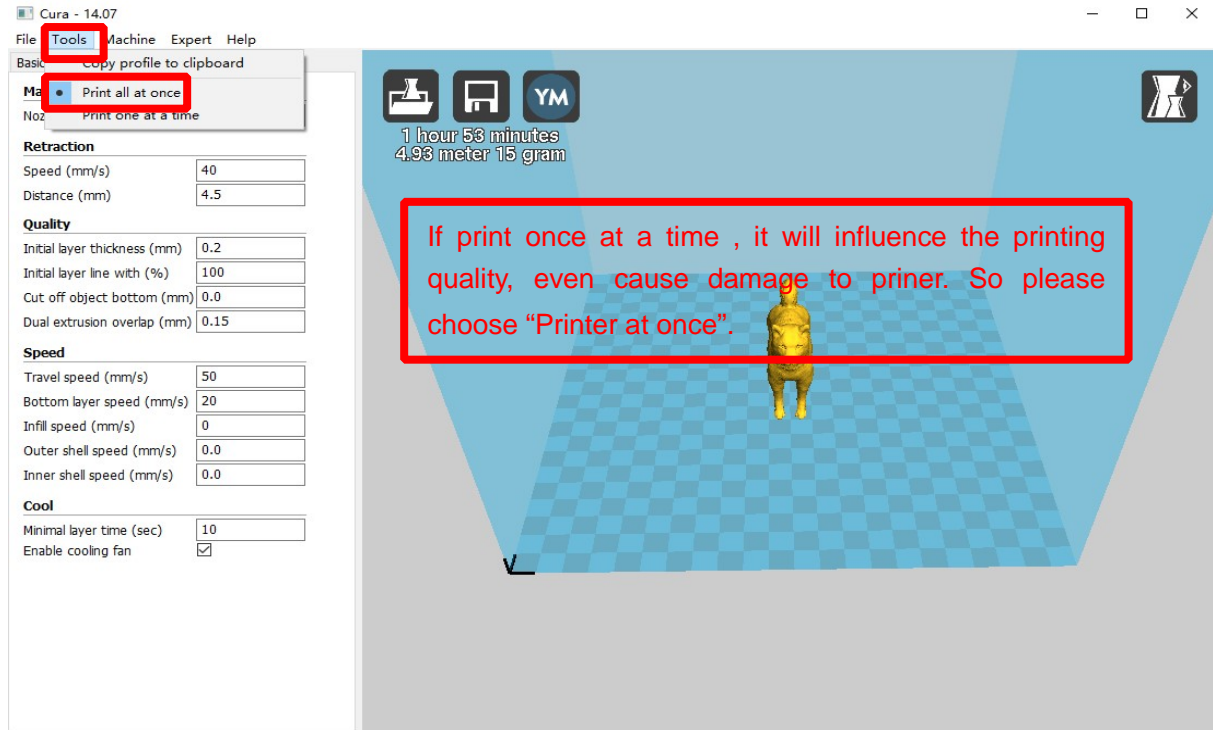 Cura - 14.07
File Tools Machine Expert Help
Basic
Copy profile to clipboard
Print all at once
Print one at a time
Retraction
Speed (mm/s) 40
Distance (mm) 4.5
Quality
Initial layer thickness (mm) 0.2
Initial layer line with (%) 100
Cut off object bottom (mm) 0.0
Dual extrusion overlap (mm) 0.15
Speed
Travel speed (mm/s) 50
Bottom layer speed (mm/s) 20
Infill speed (mm/s) 0
Outer shell speed (mm/s) 0.0
Inner shell speed (mm/s) 0.0
Cool
Minimal layer time (sec) 10
Enable cooling fan
YM
1 hour 53 minutes
4.93 meter 15 gram
If print once at a time , it will influence the printing
quality, even cause damage to priner. So please
choose “Printer at once”.